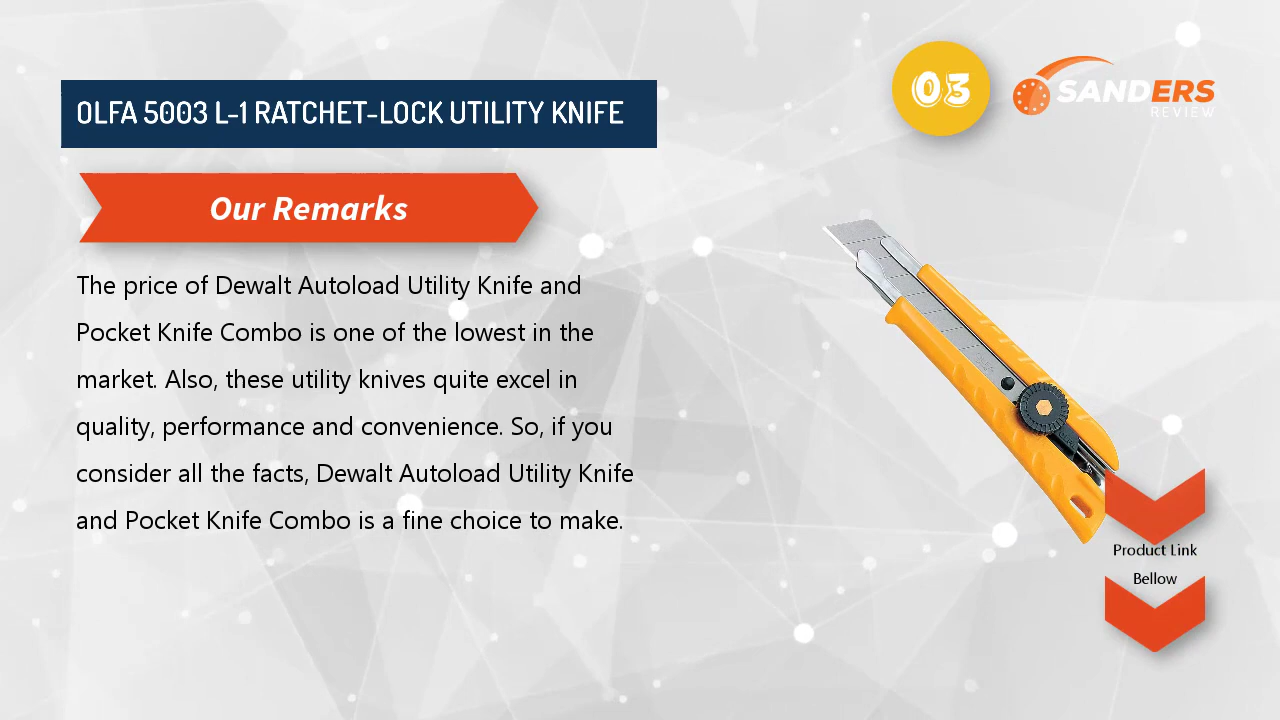 OLFA 5003 L-1 RATCHET-LOCK UTILITY KNIFE
03
SANDERS
REVIEW
Our Remarks
The price of Dewalt Autoload Utility Knife and
Pocket Knife Combo is one of the lowest in the
market. Also, these utility knives quite excel in
quality, performance and convenience. So, if you
consider all the facts, Dewalt Autoload Utility Knife
and Pocket Knife Combo is a fine choice to make.
Product Link
Bellow